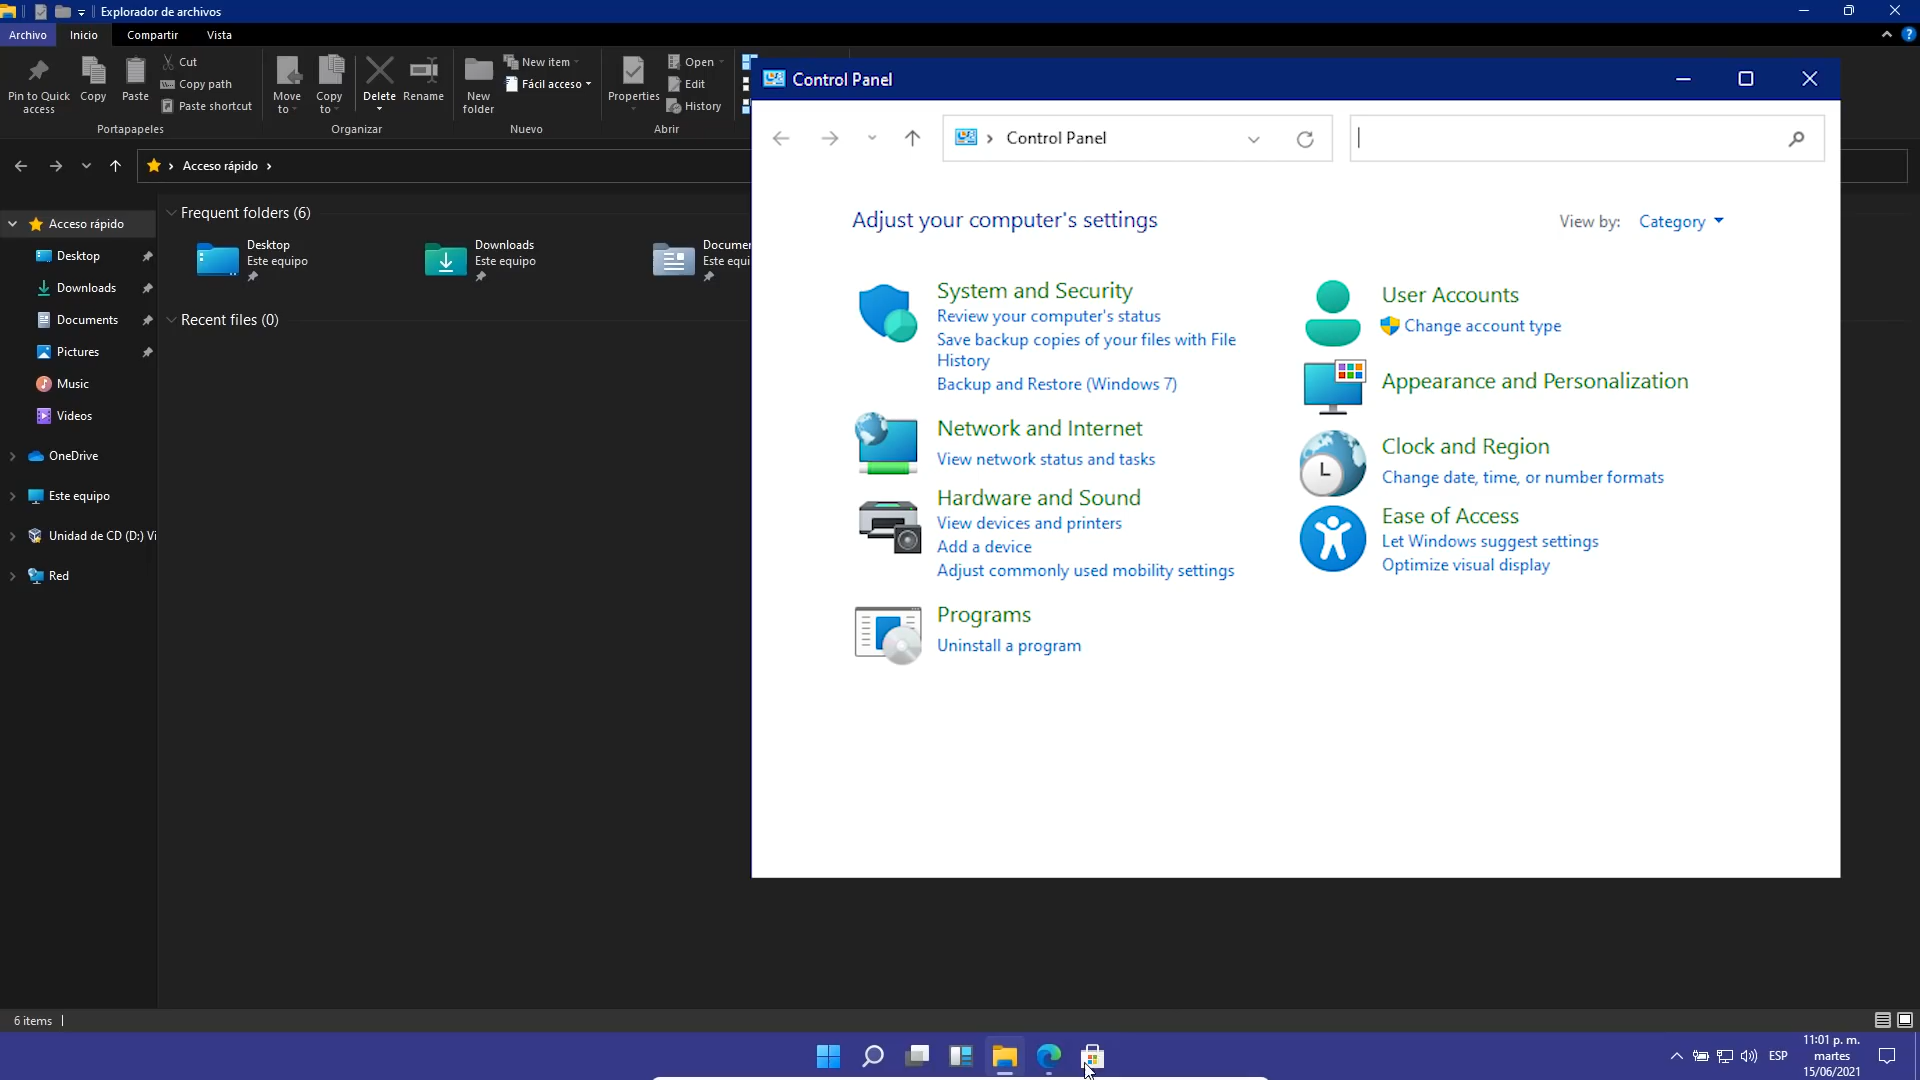 Explorador de archivos
Archivo
Inicio
Compartir
Vista
Pin to Quick
access
Copy
Paste
Cut
Copy path
Paste shortcut
Portapapeles
Move
to
Copy
to
Delete
Rename
Organizar
New
folder
New item
Fácil acceso
Nuevo
Properties
Open
Edit
History
Abrir
Acceso rápido
Acceso rápido
Desktop
Downloads
Documents
Pictures
Music
Videos
OneDrive
Este equipo
Unidad de CD (D:) Vi
Red
Frequent folders (6)
Desktop
Este equipo
Downloads
Este equipo
Documen
Este equi
Recent files (0)
Control Panel
Control Panel
Adjust your computer's settings
View by: Category
System and Security
Review your computer's status
Save backup copies of your files with File
History
Backup and Restore (Windows 7)
Network and Internet
View network status and tasks
Hardware and Sound
View devices and printers
Add a device
Adjust commonly used mobility settings
Programs
Uninstall a program
User Accounts
Change account type
Appearance and Personalization
Clock and Region
Change date, time, or number formats
Ease of Access
Let Windows suggest settings
Optimize visual display
6 items
ESP
11:01 p. m.
martes
15/06/2021